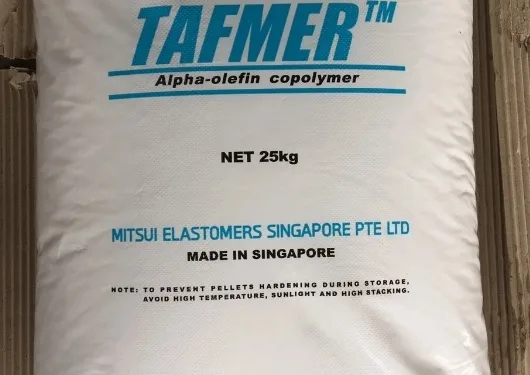 TAFMER™
Alpha-olefin copolymer
NET 25kg
MITSUI ELASTOMERS SINGAPORE PTE LTD
MADE IN SINGAPORE
NOTE: TO PREVENT PELLETS HARDENING DURING STORAGE,
AVOID HIGH TEMPERATURE, SUNLIGHT AND HIGH STACKING.